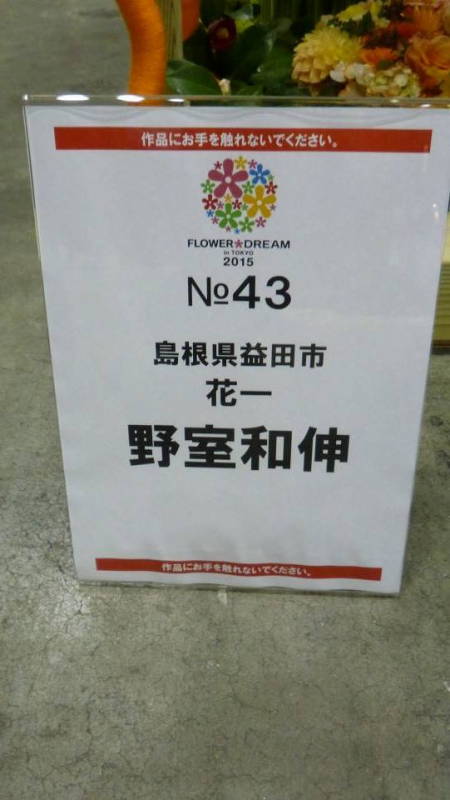 作品にお手を触れないでください。
FLOWER★DREAM
in TOKYO
2015
№43
島根県益田市
花一
野室和伸
作品にお手を触れないでください。